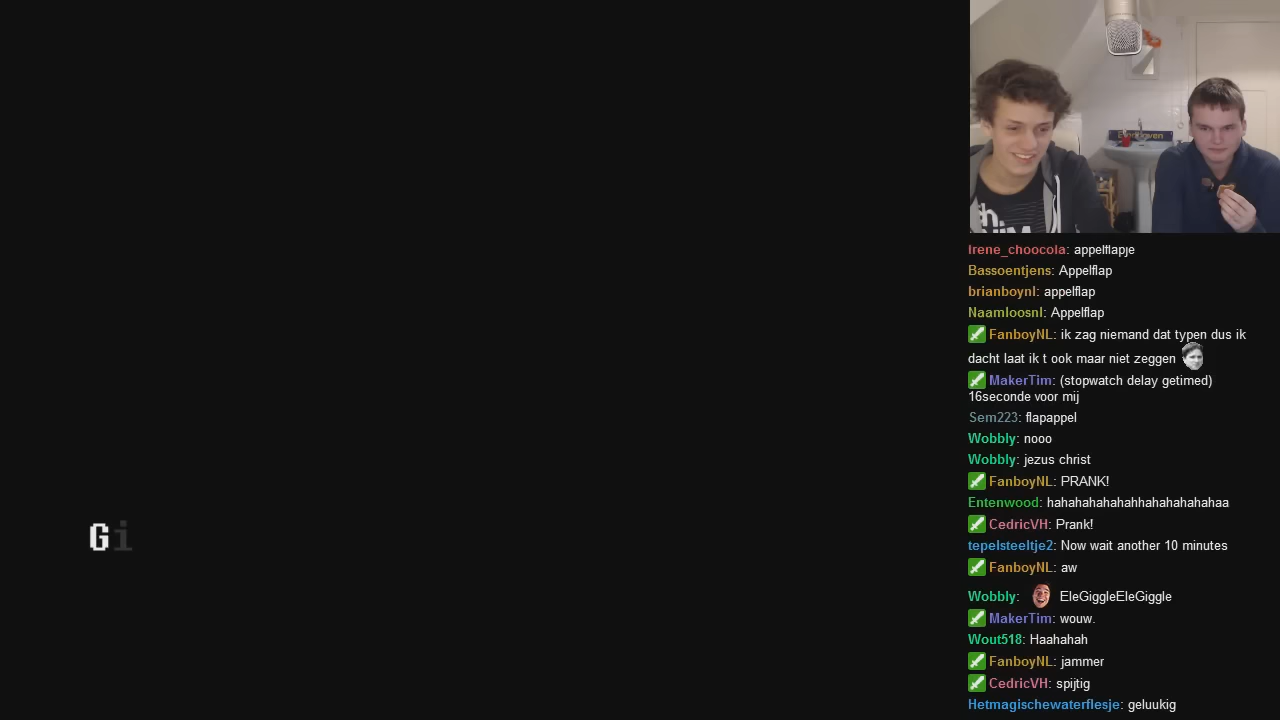 Irene_choocola: appelflapje
Bassoentjens: Appelflap
brianboynl: appelflap
Naamloosnl: Appelflap
FanboyNL: ik zag niemand dat typen dus ik
dacht laat ik t ook maar niet zeggen
MakerTim: (stopwatch delay getimed)
16seconde voor mij
Sem223: flapappel
Wobbly: nooo
Wobbly: jezus christ
FanboyNL: PRANK!
Entenwood: hahahahahahahhahahahahahaa
CedricVH: Prank!
tepelsteeltje2: Now wait another 10 minutes
FanboyNL: aw
Wobbly: EleGiggleEleGiggle
MakerTim: wouw.
Wout518: Haahahah
FanboyNL: jammer
CedricVH: spijtig
Hetmagischewaterflesje: geluukig
Gi